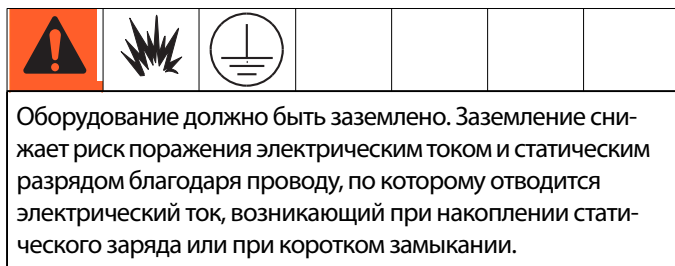 Оборудование должно быть заземлено. Заземление сни-
жает риск поражения электрическим током и статическим
разрядом благодаря проводу, по которому отводится
электрический ток, возникающий при накоплении стати-
ческого заряда или при коротком замыкании.